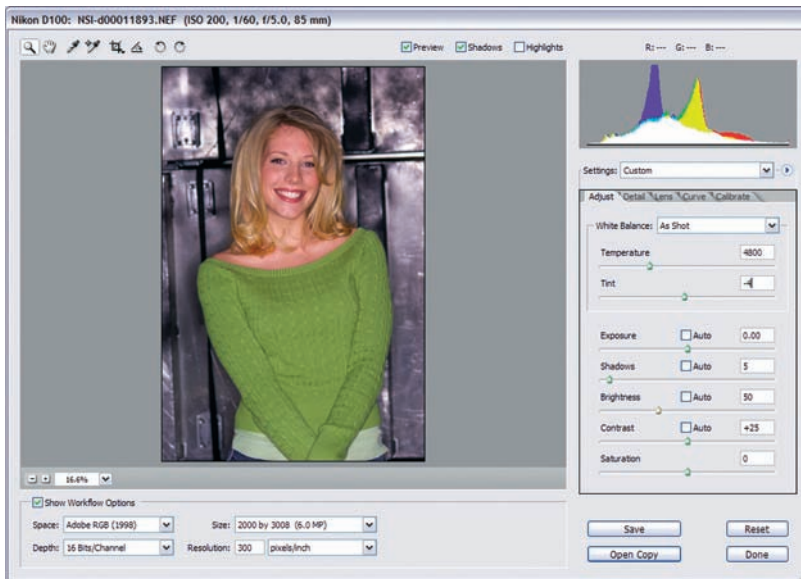 Nikon D100: NSI-d00011893.NEF (ISO 200, 1/60, f/5.0, 85 mm)
Preview Shadows Highlights R: --- G: --- B: ---
Settings: Custom
Adjust Detail Lens Curve Calibrate
White Balance: As Shot
Temperature 4800
Tint -4
Exposure Auto 0.00
Shadows Auto 5
Brightness Auto 50
Contrast Auto +25
Saturation 0
16.6%
Show Workflow Options
Space: Adobe RGB (1998) Size: 2000 by 3008 (6.0 MP)
Depth: 16 Bits/Channel Resolution: 300 pixels/inch
Save Reset
Open Copy Done